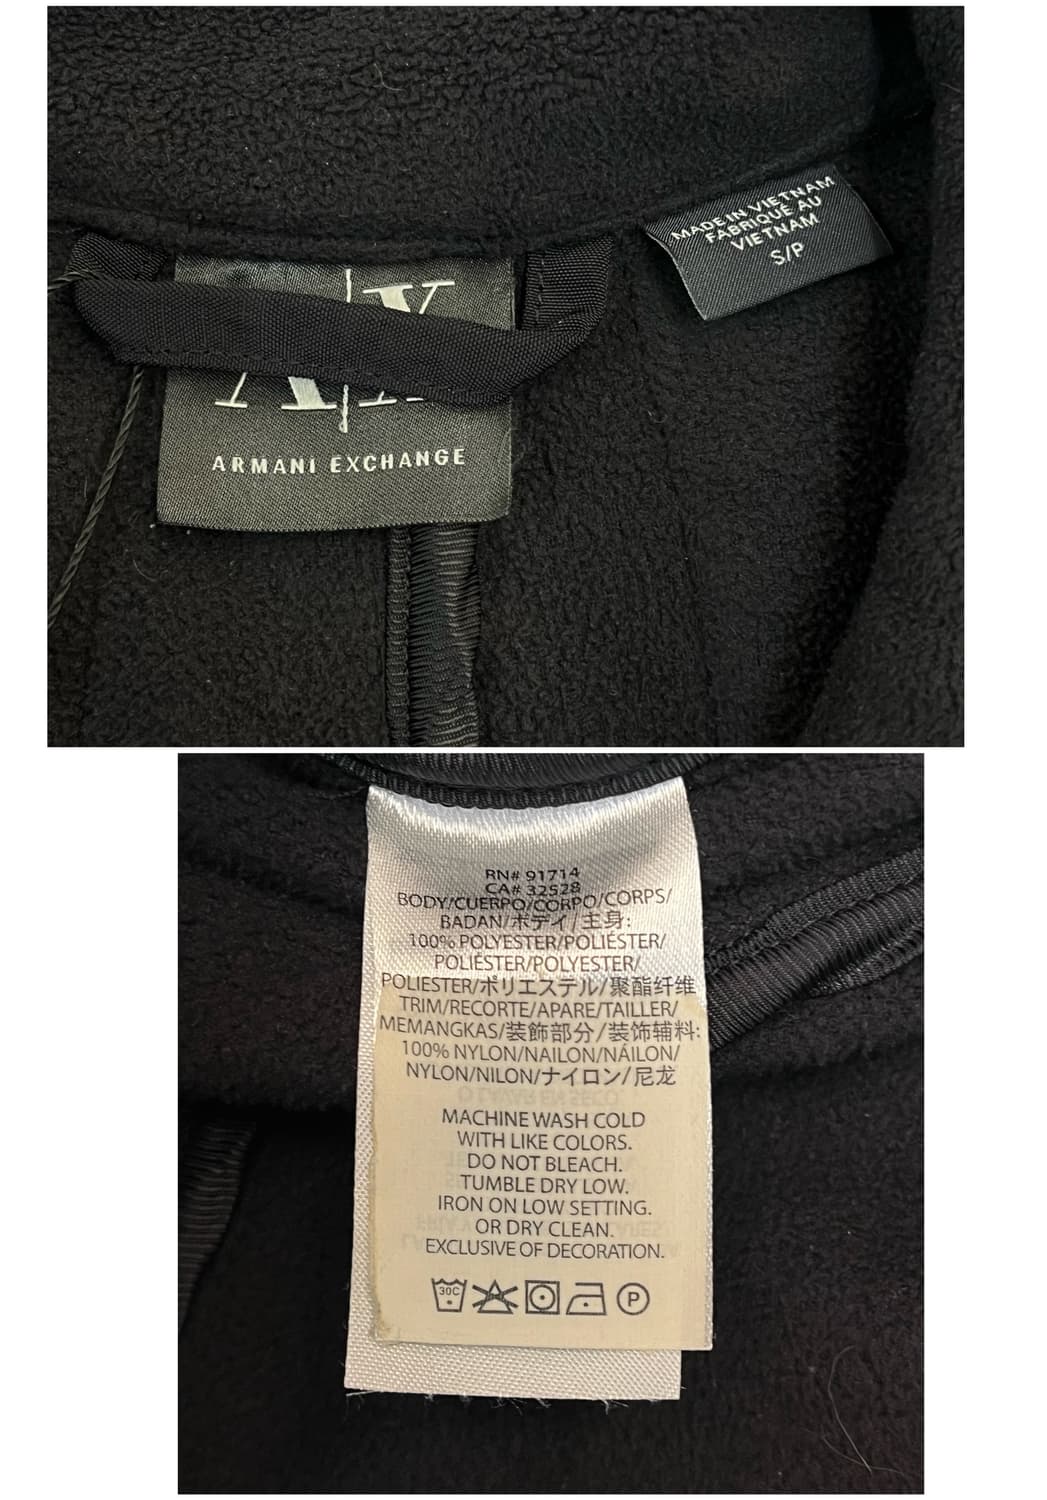 A|X
ARMANI EXCHANGE
MADE IN VIETNAM
FABRIQUÉ AU
VIETNAM
S/P
RN# 91714
CA# 32528
BODY/CUERPO/CORPO/CORPS/
BADAN/ボディ/主身:
100% POLYESTER/POLIÉSTER/
POLIÉSTER/POLYESTER/
POLIESTER/ポリエステル/聚酯纤维
TRIM/RECORTE/APARE/TAILLER/
MEMANGKAS/装飾部分/装饰辅料:
100% NYLON/NAILON/NÁILON/
NYLON/NILON/ナイロン/尼龙
MACHINE WASH COLD
WITH LIKE COLORS.
DO NOT BLEACH.
TUMBLE DRY LOW.
IRON ON LOW SETTING.
OR DRY CLEAN.
EXCLUSIVE OF DECORATION.
30C P